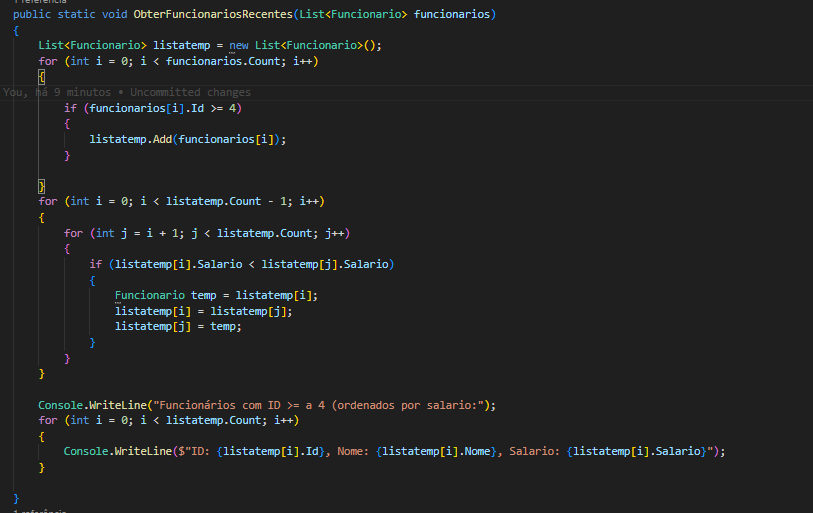 1 referência
public static void ObterFuncionariosRecentes(List<Funcionario> funcionarios)
{
List<Funcionario> listatemp = new List<Funcionario>();
for (int i = 0; i < funcionarios.Count; i++)
{
You, há 9 minutos • Uncommitted changes
if (funcionarios[i].Id >= 4)
{
listatemp.Add(funcionarios[i]);
}
}
for (int i = 0; i < listatemp.Count - 1; i++)
{
for (int j = i + 1; j < listatemp.Count; j++)
{
if (listatemp[i].Salario < listatemp[j].Salario)
{
Funcionario temp = listatemp[i];
listatemp[i] = listatemp[j];
listatemp[j] = temp;
}
}
}
Console.WriteLine("Funcionários com ID >= a 4 (ordenados por salario:");
for (int i = 0; i < listatemp.Count; i++)
{
Console.WriteLine($"ID: {listatemp[i].Id}, Nome: {listatemp[i].Nome}, Salario: {listatemp[i].Salario}");
}
}
1 referência